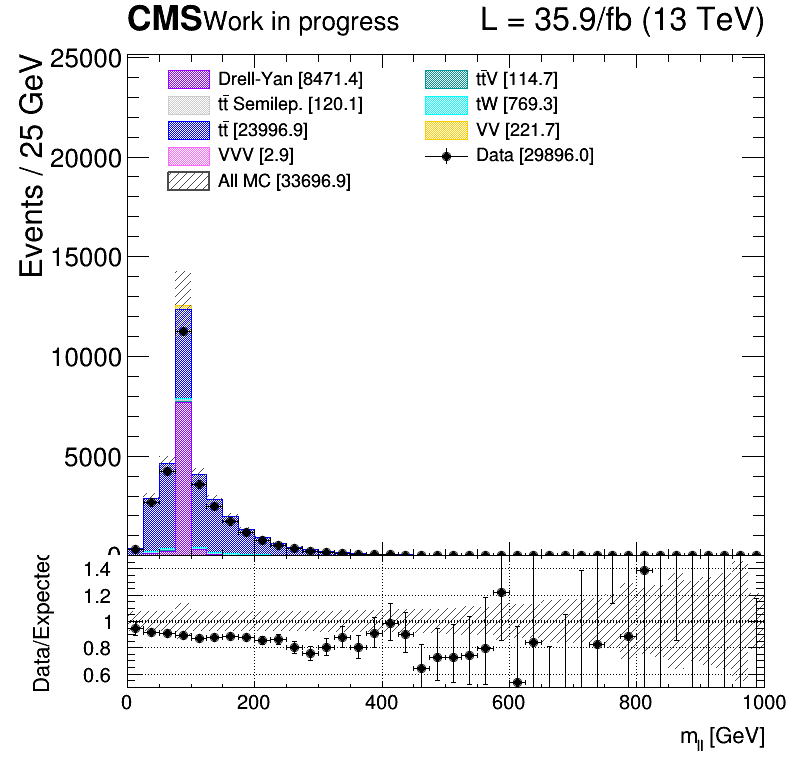 CMS Work in progress L = 35.9/fb (13 TeV)
Events / 25 GeV
25000
20000
15000
10000
5000
0
Drell-Yan [8471.4]
tt̄ Semilep. [120.1]
tt̄ [23996.9]
VVV [2.9]
All MC [33696.9]
tt̄V [114.7]
tW [769.3]
VV [221.7]
Data [29896.0]
Data/Expected
1.4
1.2
1
0.8
0.6
0 200 400 600 800 1000
m_ll [GeV]